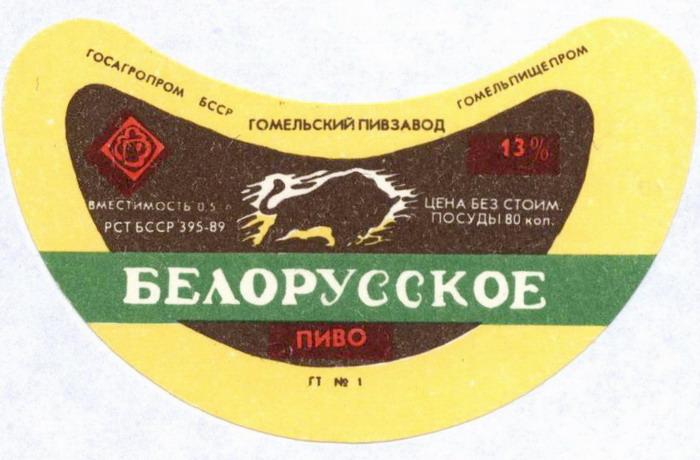 ГОСАГРОПРОМ БССР
ГОМЕЛЬПИЩЕПРОМ
ГОМЕЛЬСКИЙ ПИВЗАВОД
13%
ВМЕСТИМОСТЬ 0,5 л
РСТ БССР 395-89
ЦЕНА БЕЗ СТОИМ.
ПОСУДЫ 80 коп.
БЕЛОРУССКОЕ
ПИВО
ГТ № 1